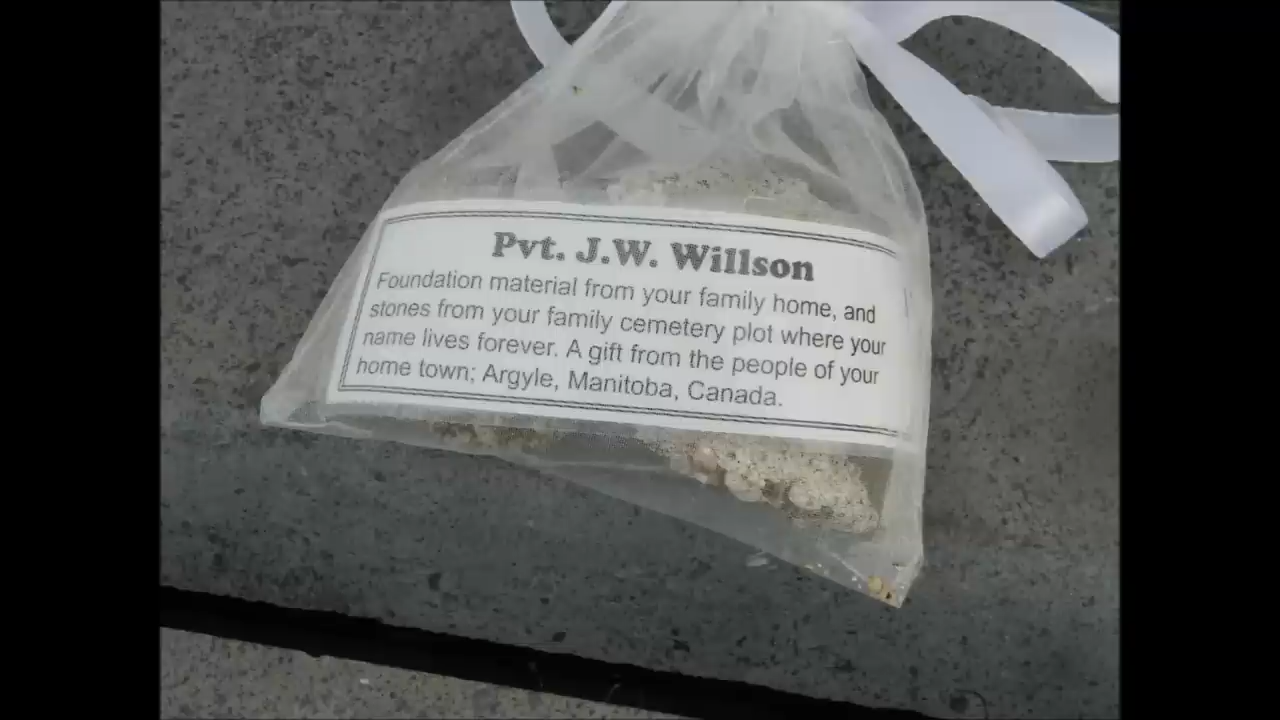 Pvt. J.W. Willson
Foundation material from your family home, and
stones from your family cemetery plot where your
name lives forever. A gift from the people of your
home town; Argyle, Manitoba, Canada.